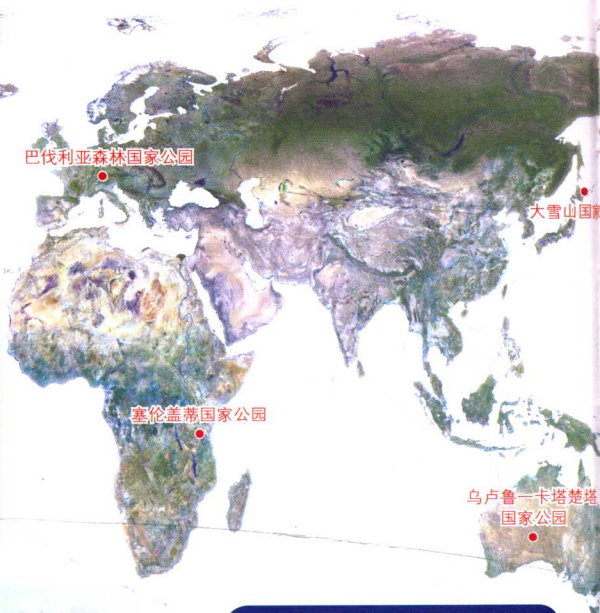 巴伐利亚森林国家公园
大雪山国家
塞伦盖蒂国家公园
乌卢鲁—卡塔楚塔
国家公园